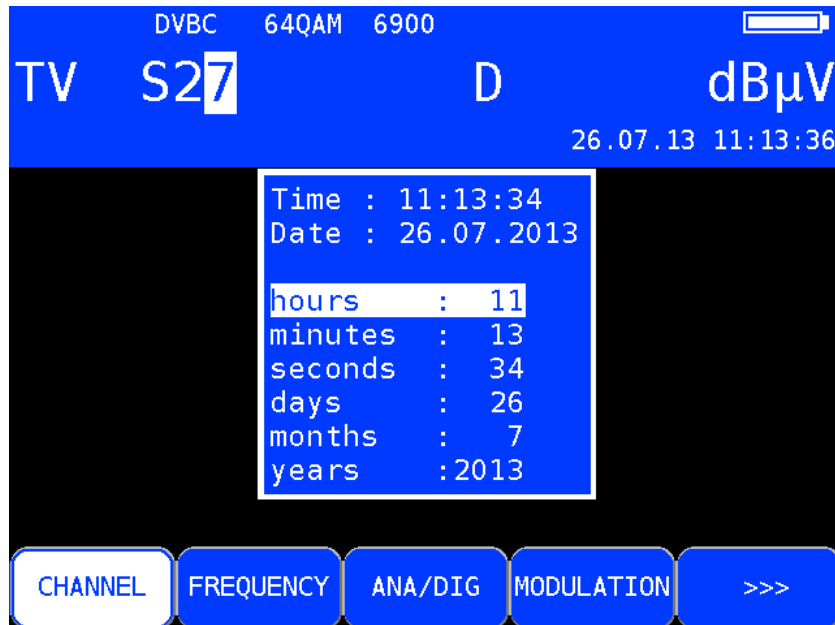 DVBC 64QAM 6900
TV S27 D dBµV
26.07.13 11:13:36
Time : 11:13:34
Date : 26.07.2013
hours : 11
minutes : 13
seconds : 34
days : 26
months : 7
years :2013
CHANNEL FREQUENCY ANA/DIG MODULATION >>>